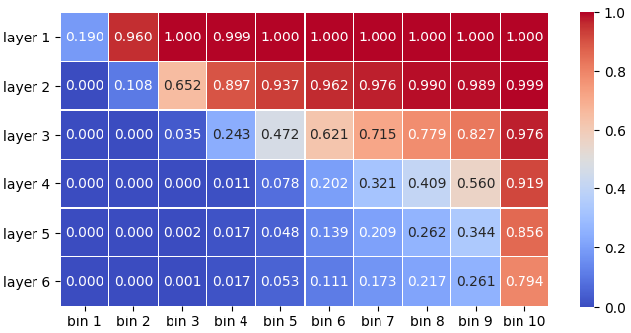 layer 1 0.190 0.960 1.000 0.999 1.000 1.000 1.000 1.000 1.000 1.000
layer 2 0.000 0.108 0.652 0.897 0.937 0.962 0.976 0.990 0.989 0.999
layer 3 0.000 0.000 0.035 0.243 0.472 0.621 0.715 0.779 0.827 0.976
layer 4 0.000 0.000 0.000 0.011 0.078 0.202 0.321 0.409 0.560 0.919
layer 5 0.000 0.000 0.002 0.017 0.048 0.139 0.209 0.262 0.344 0.856
layer 6 0.000 0.000 0.001 0.017 0.053 0.111 0.173 0.217 0.261 0.794
bin 1 bin 2 bin 3 bin 4 bin 5 bin 6 bin 7 bin 8 bin 9 bin 10
1.0
0.8
0.6
0.4
0.2
0.0